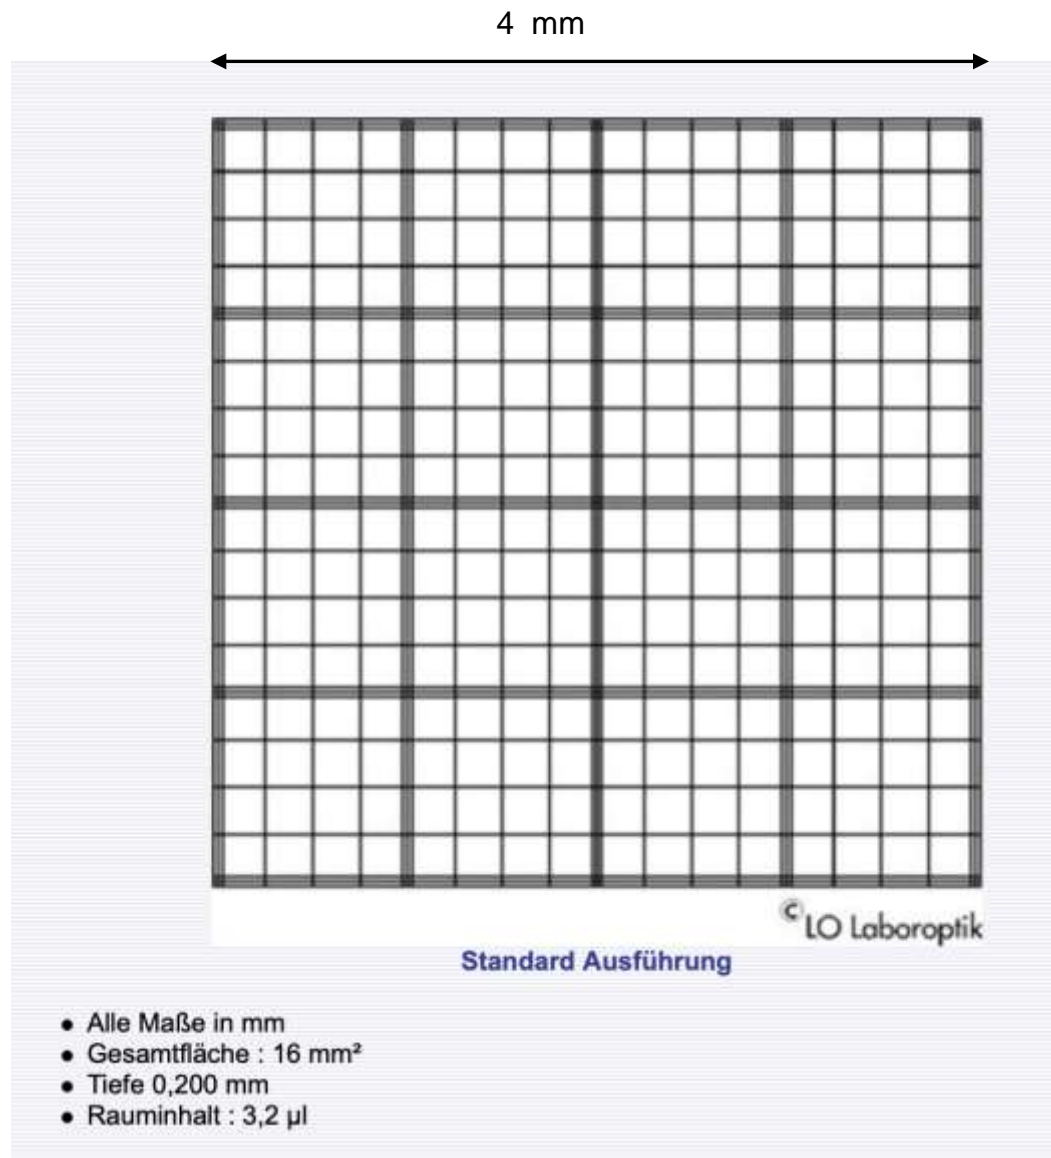 4 mm
© LO Laboroptik
Standard Ausführung
• Alle Maße in mm
• Gesamtfläche : 16 mm²
• Tiefe 0,200 mm
• Rauminhalt : 3,2 µl